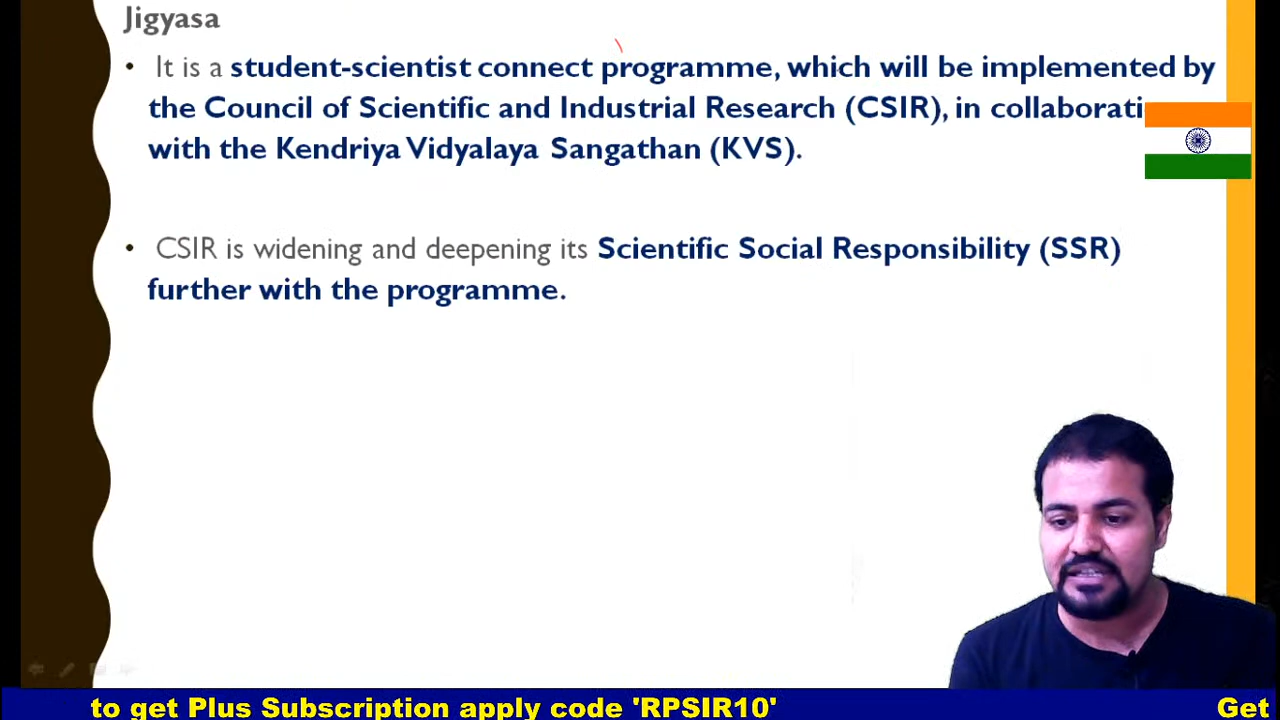 Jigyasa
• It is a student-scientist connect programme, which will be implemented by
the Council of Scientific and Industrial Research (CSIR), in
with the Kendriya Vidyalaya Sangathan (KVS).
• CSIR is widening and deepening its Scientific Social Responsibility (SSR)
further with the programme.
to get Plus Subscription apply code 'RPSIR10' Get